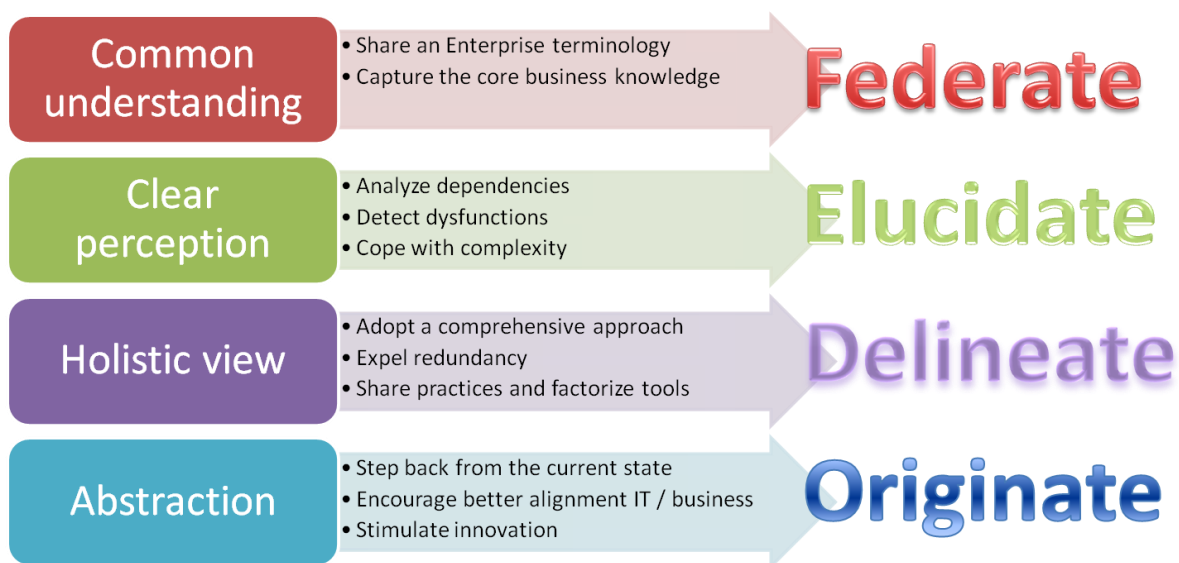 Common
understanding
• Share an Enterprise terminology
• Capture the core business knowledge
Federate
Clear
perception
• Analyze dependencies
• Detect dysfunctions
• Cope with complexity
Elucidate
Holistic view
• Adopt a comprehensive approach
• Expel redundancy
• Share practices and factorize tools
Delineate
Abstraction
• Step back from the current state
• Encourage better alignment IT / business
• Stimulate innovation
Originate